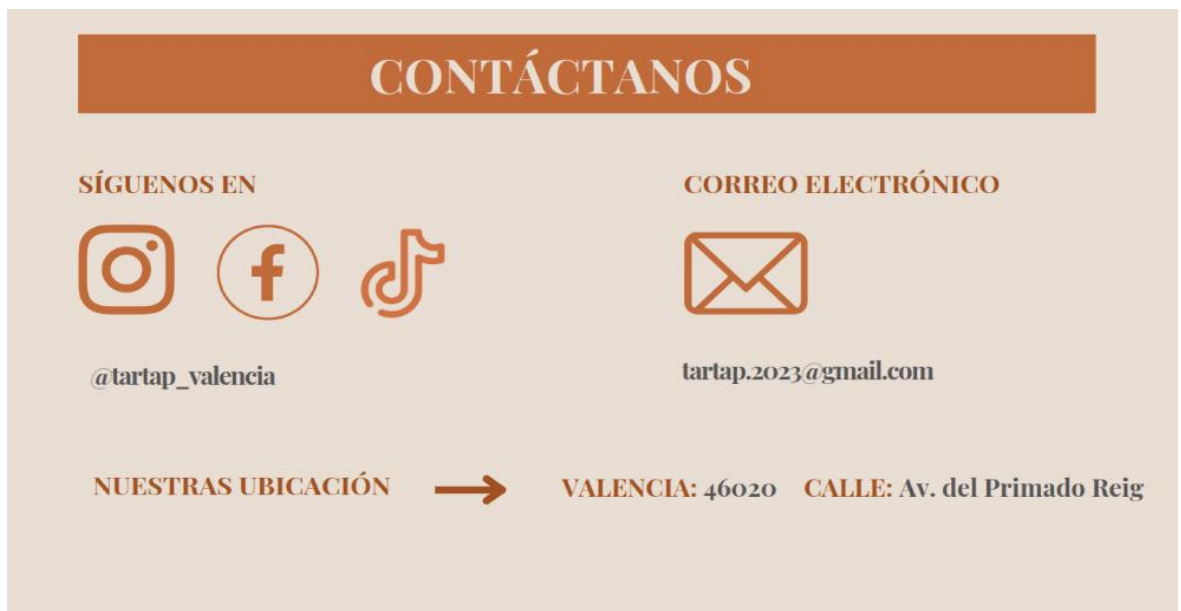 CONTÁCTANOS
SÍGUENOS EN
CORREO ELECTRÓNICO
@tartap_valencia
tartap.2023@gmail.com
NUESTRAS UBICACIÓN
VALENCIA: 46020 CALLE: Av. del Primado Reig